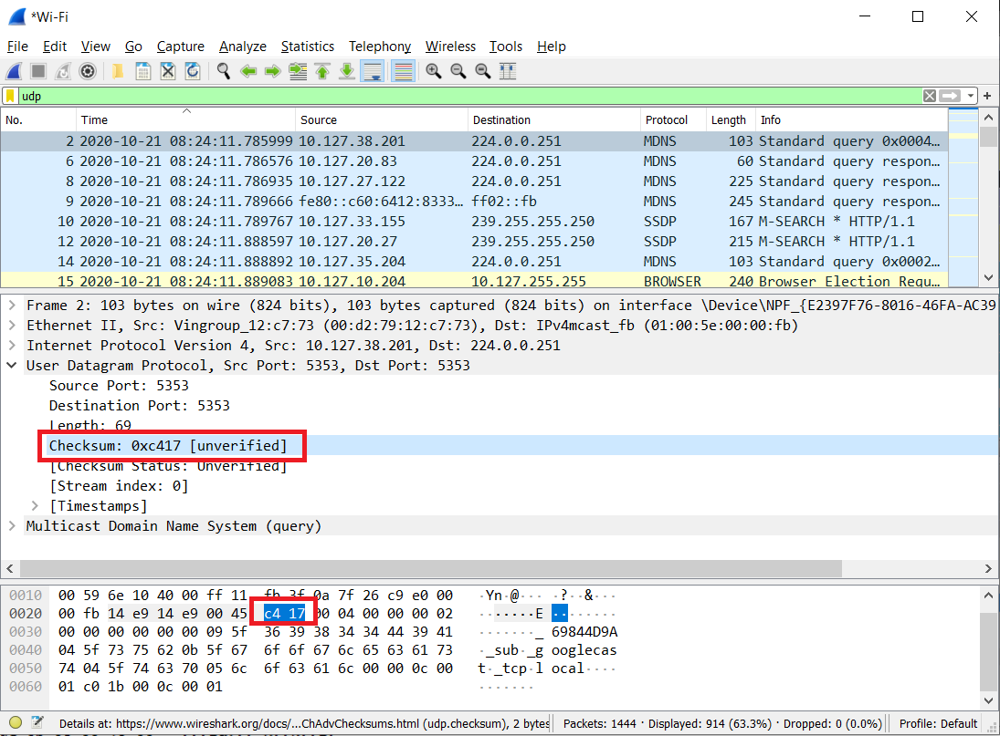 *Wi-Fi
File Edit View Go Capture Analyze Statistics Telephony Wireless Tools Help
udp
No. Time Source Destination Protocol Length Info
2 2020-10-21 08:24:11.785999 10.127.38.201 224.0.0.251 MDNS 103 Standard query 0x0004…
6 2020-10-21 08:24:11.786576 10.127.20.83 224.0.0.251 MDNS 60 Standard query respon…
8 2020-10-21 08:24:11.786935 10.127.27.122 224.0.0.251 MDNS 225 Standard query respon…
9 2020-10-21 08:24:11.789666 fe80::c60:6412:8333… ff02::fb MDNS 245 Standard query respon…
10 2020-10-21 08:24:11.789767 10.127.33.155 239.255.255.250 SSDP 167 M-SEARCH * HTTP/1.1
12 2020-10-21 08:24:11.888597 10.127.20.27 239.255.255.250 SSDP 215 M-SEARCH * HTTP/1.1
14 2020-10-21 08:24:11.888892 10.127.35.204 224.0.0.251 MDNS 103 Standard query 0x0002…
15 2020-10-21 08:24:11.889083 10.127.10.204 10.127.255.255 BROWSER 240 Browser Election Requ…
Frame 2: 103 bytes on wire (824 bits), 103 bytes captured (824 bits) on interface \Device\NPF_{E2397F76-8016-46FA-AC39
Ethernet II, Src: Vingroup_12:c7:73 (00:d2:79:12:c7:73), Dst: IPv4mcast_fb (01:00:5e:00:00:fb)
Internet Protocol Version 4, Src: 10.127.38.201, Dst: 224.0.0.251
User Datagram Protocol, Src Port: 5353, Dst Port: 5353
Source Port: 5353
Destination Port: 5353
Length: 69
Checksum: 0xc417 [unverified]
[Checksum Status: Unverified]
[Stream index: 0]
[Timestamps]
Multicast Domain Name System (query)
0010 00 59 6e 10 40 00 ff 11 fb 3f 0a 7f 26 c9 e0 00 ·Yn·@··· ·?··&···
0020 00 fb 14 e9 14 e9 00 45 c4 17 00 04 00 00 00 02 ·······E ········
0030 00 00 00 00 00 00 09 5f 36 39 38 34 34 44 39 41 ·······_ 69844D9A
0040 04 5f 73 75 62 0b 5f 67 6f 6f 67 6c 65 63 61 73 ·_sub·_g ooglecas
0050 74 04 5f 74 63 70 05 6c 6f 63 61 6c 00 00 0c 00 t·_tcp·l ocal····
0060 01 c0 1b 00 0c 00 01 ·······
Details at: https://www.wireshark.org/docs/…ChAdvChecksums.html (udp.checksum), 2 bytes Packets: 1444 · Displayed: 914 (63.3%) · Dropped: 0 (0.0%) Profile: Default